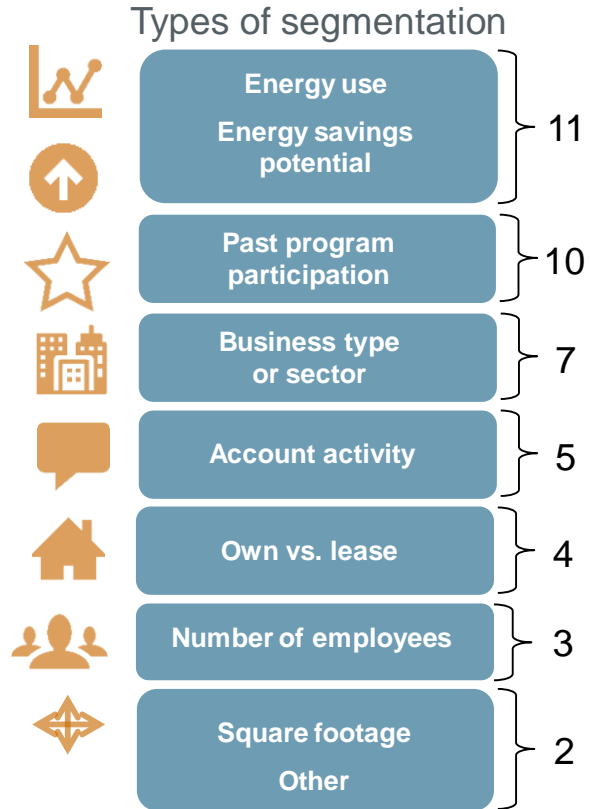 Types of segmentation
Energy use
Energy savings
potential
11
Past program
participation
10
Business type
or sector
7
Account activity
5
Own vs. lease
4
Number of employees
3
Square footage
Other
2